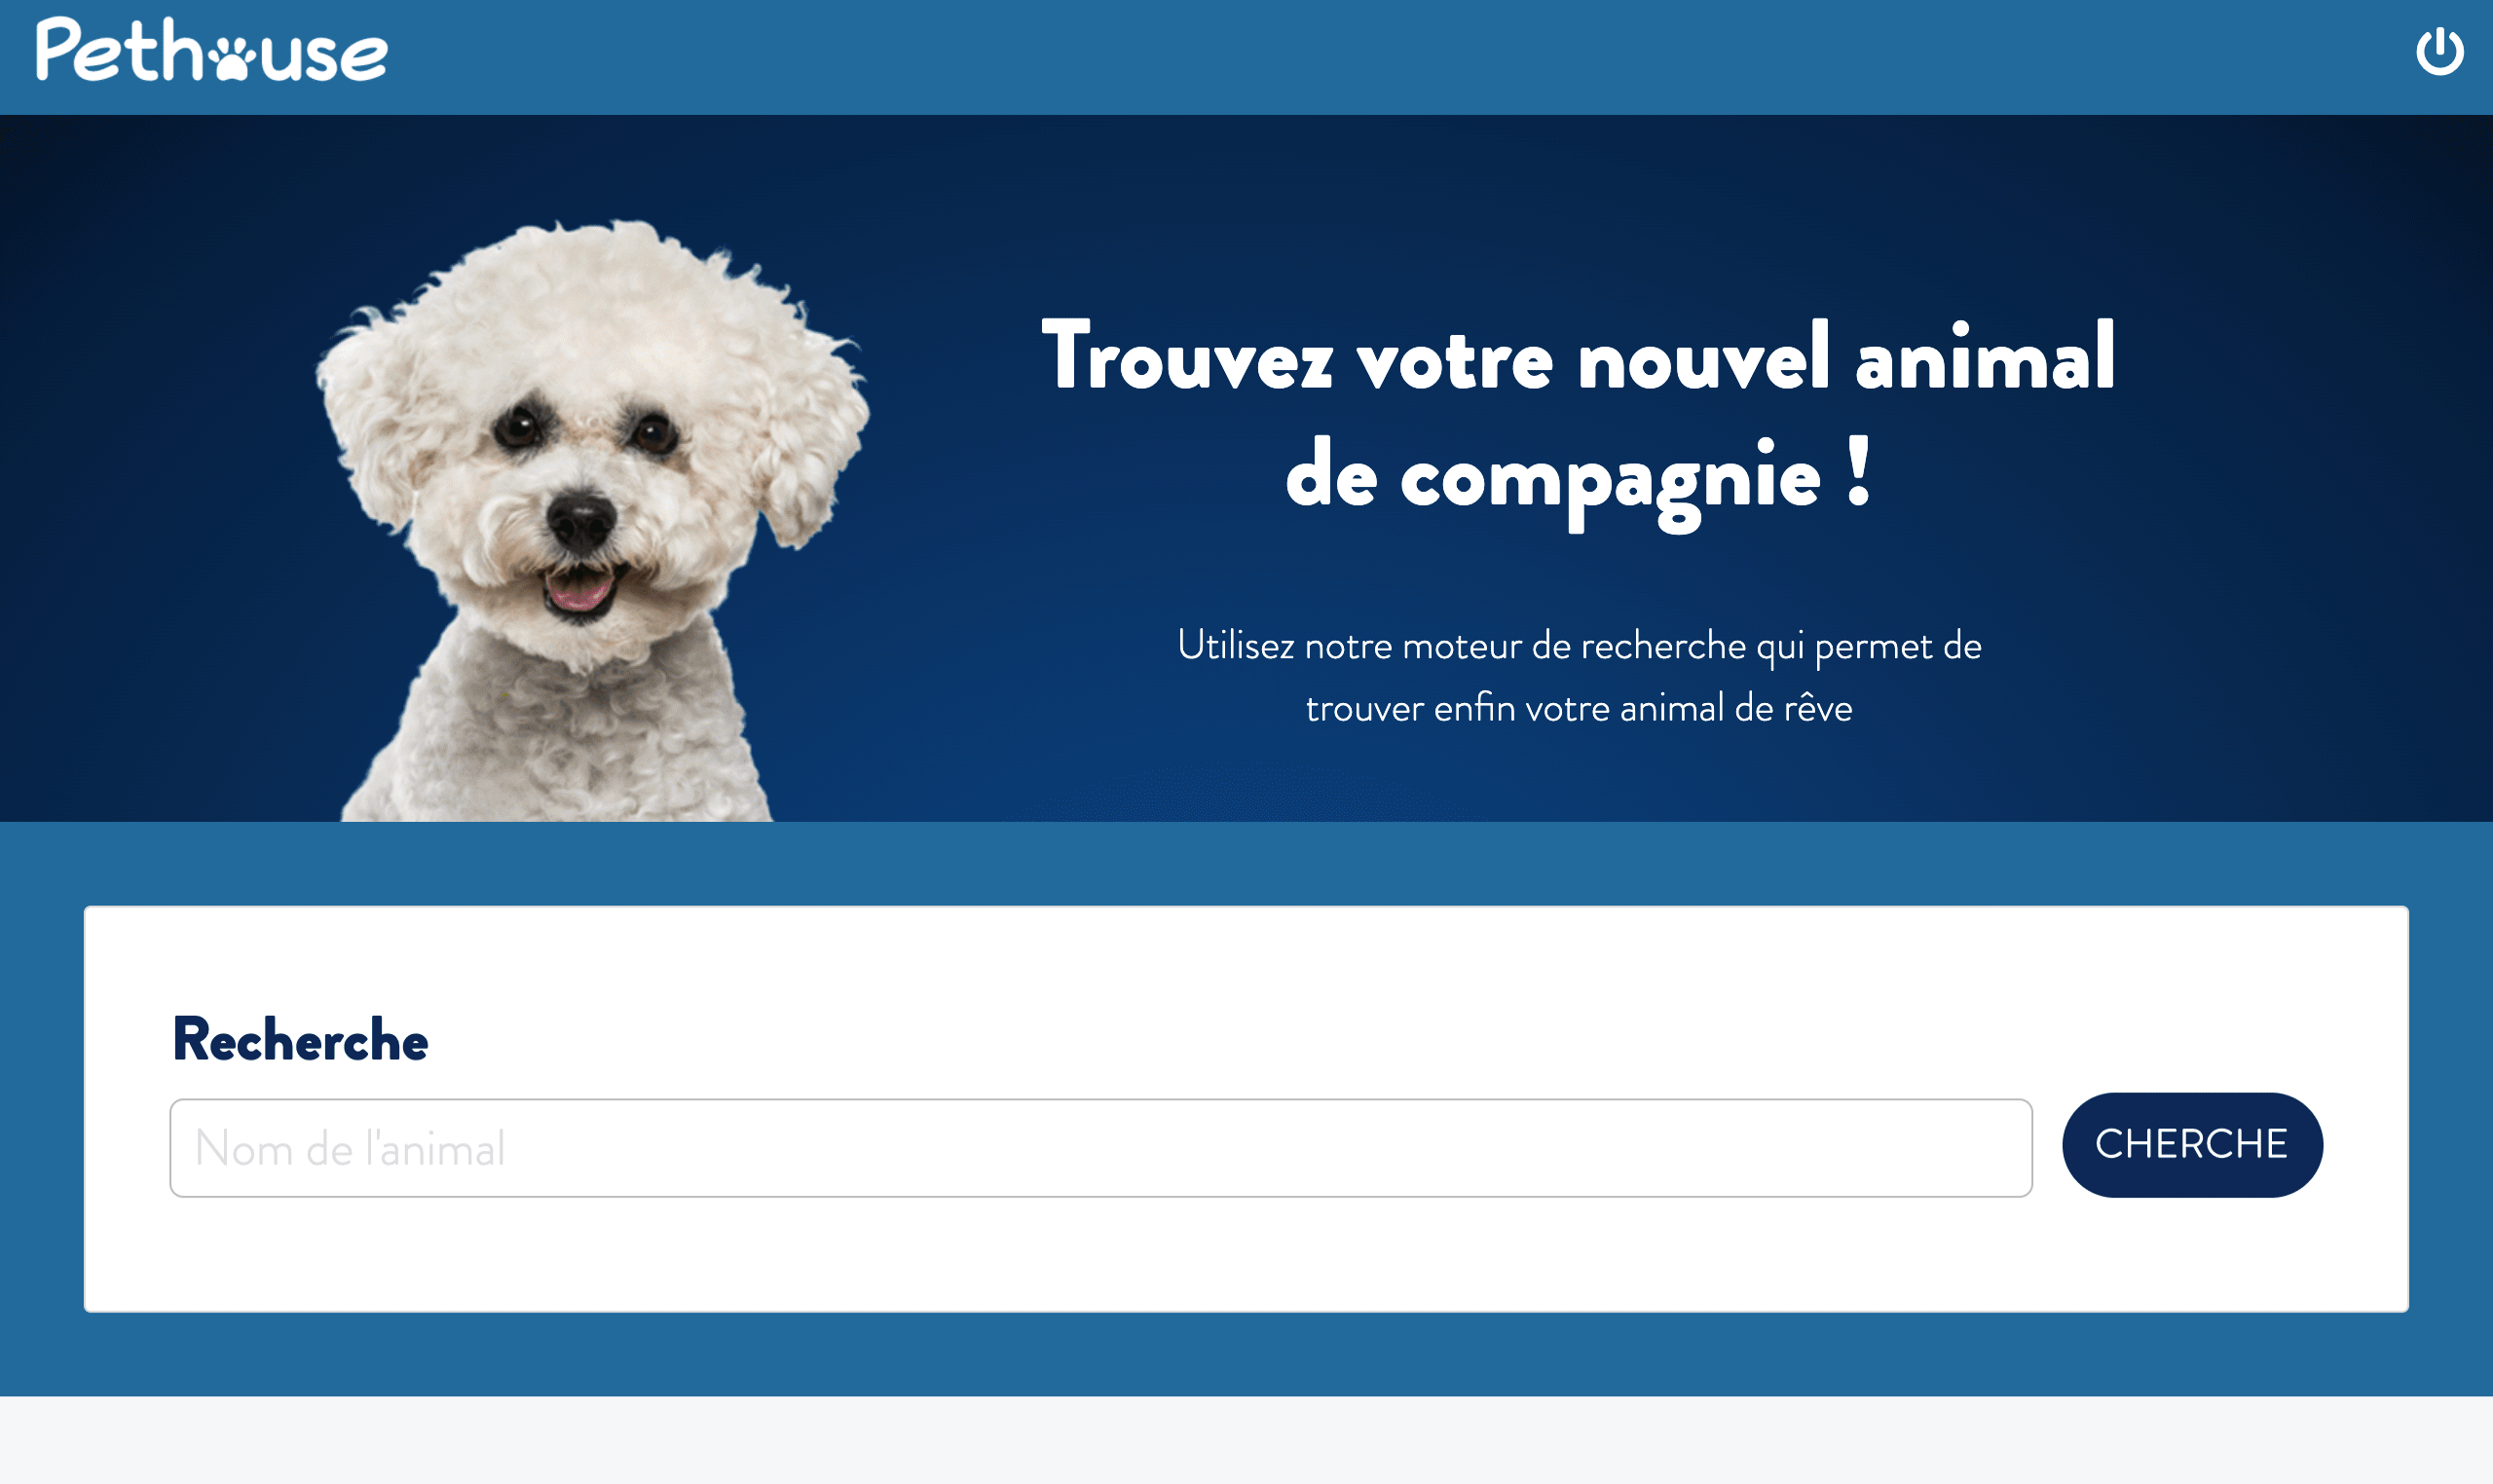 Pethouse
Trouvez votre nouvel animal
de compagnie !
Utilisez notre moteur de recherche qui permet de
trouver enfin votre animal de rêve
Recherche
Nom de l'animal
CHERCHE